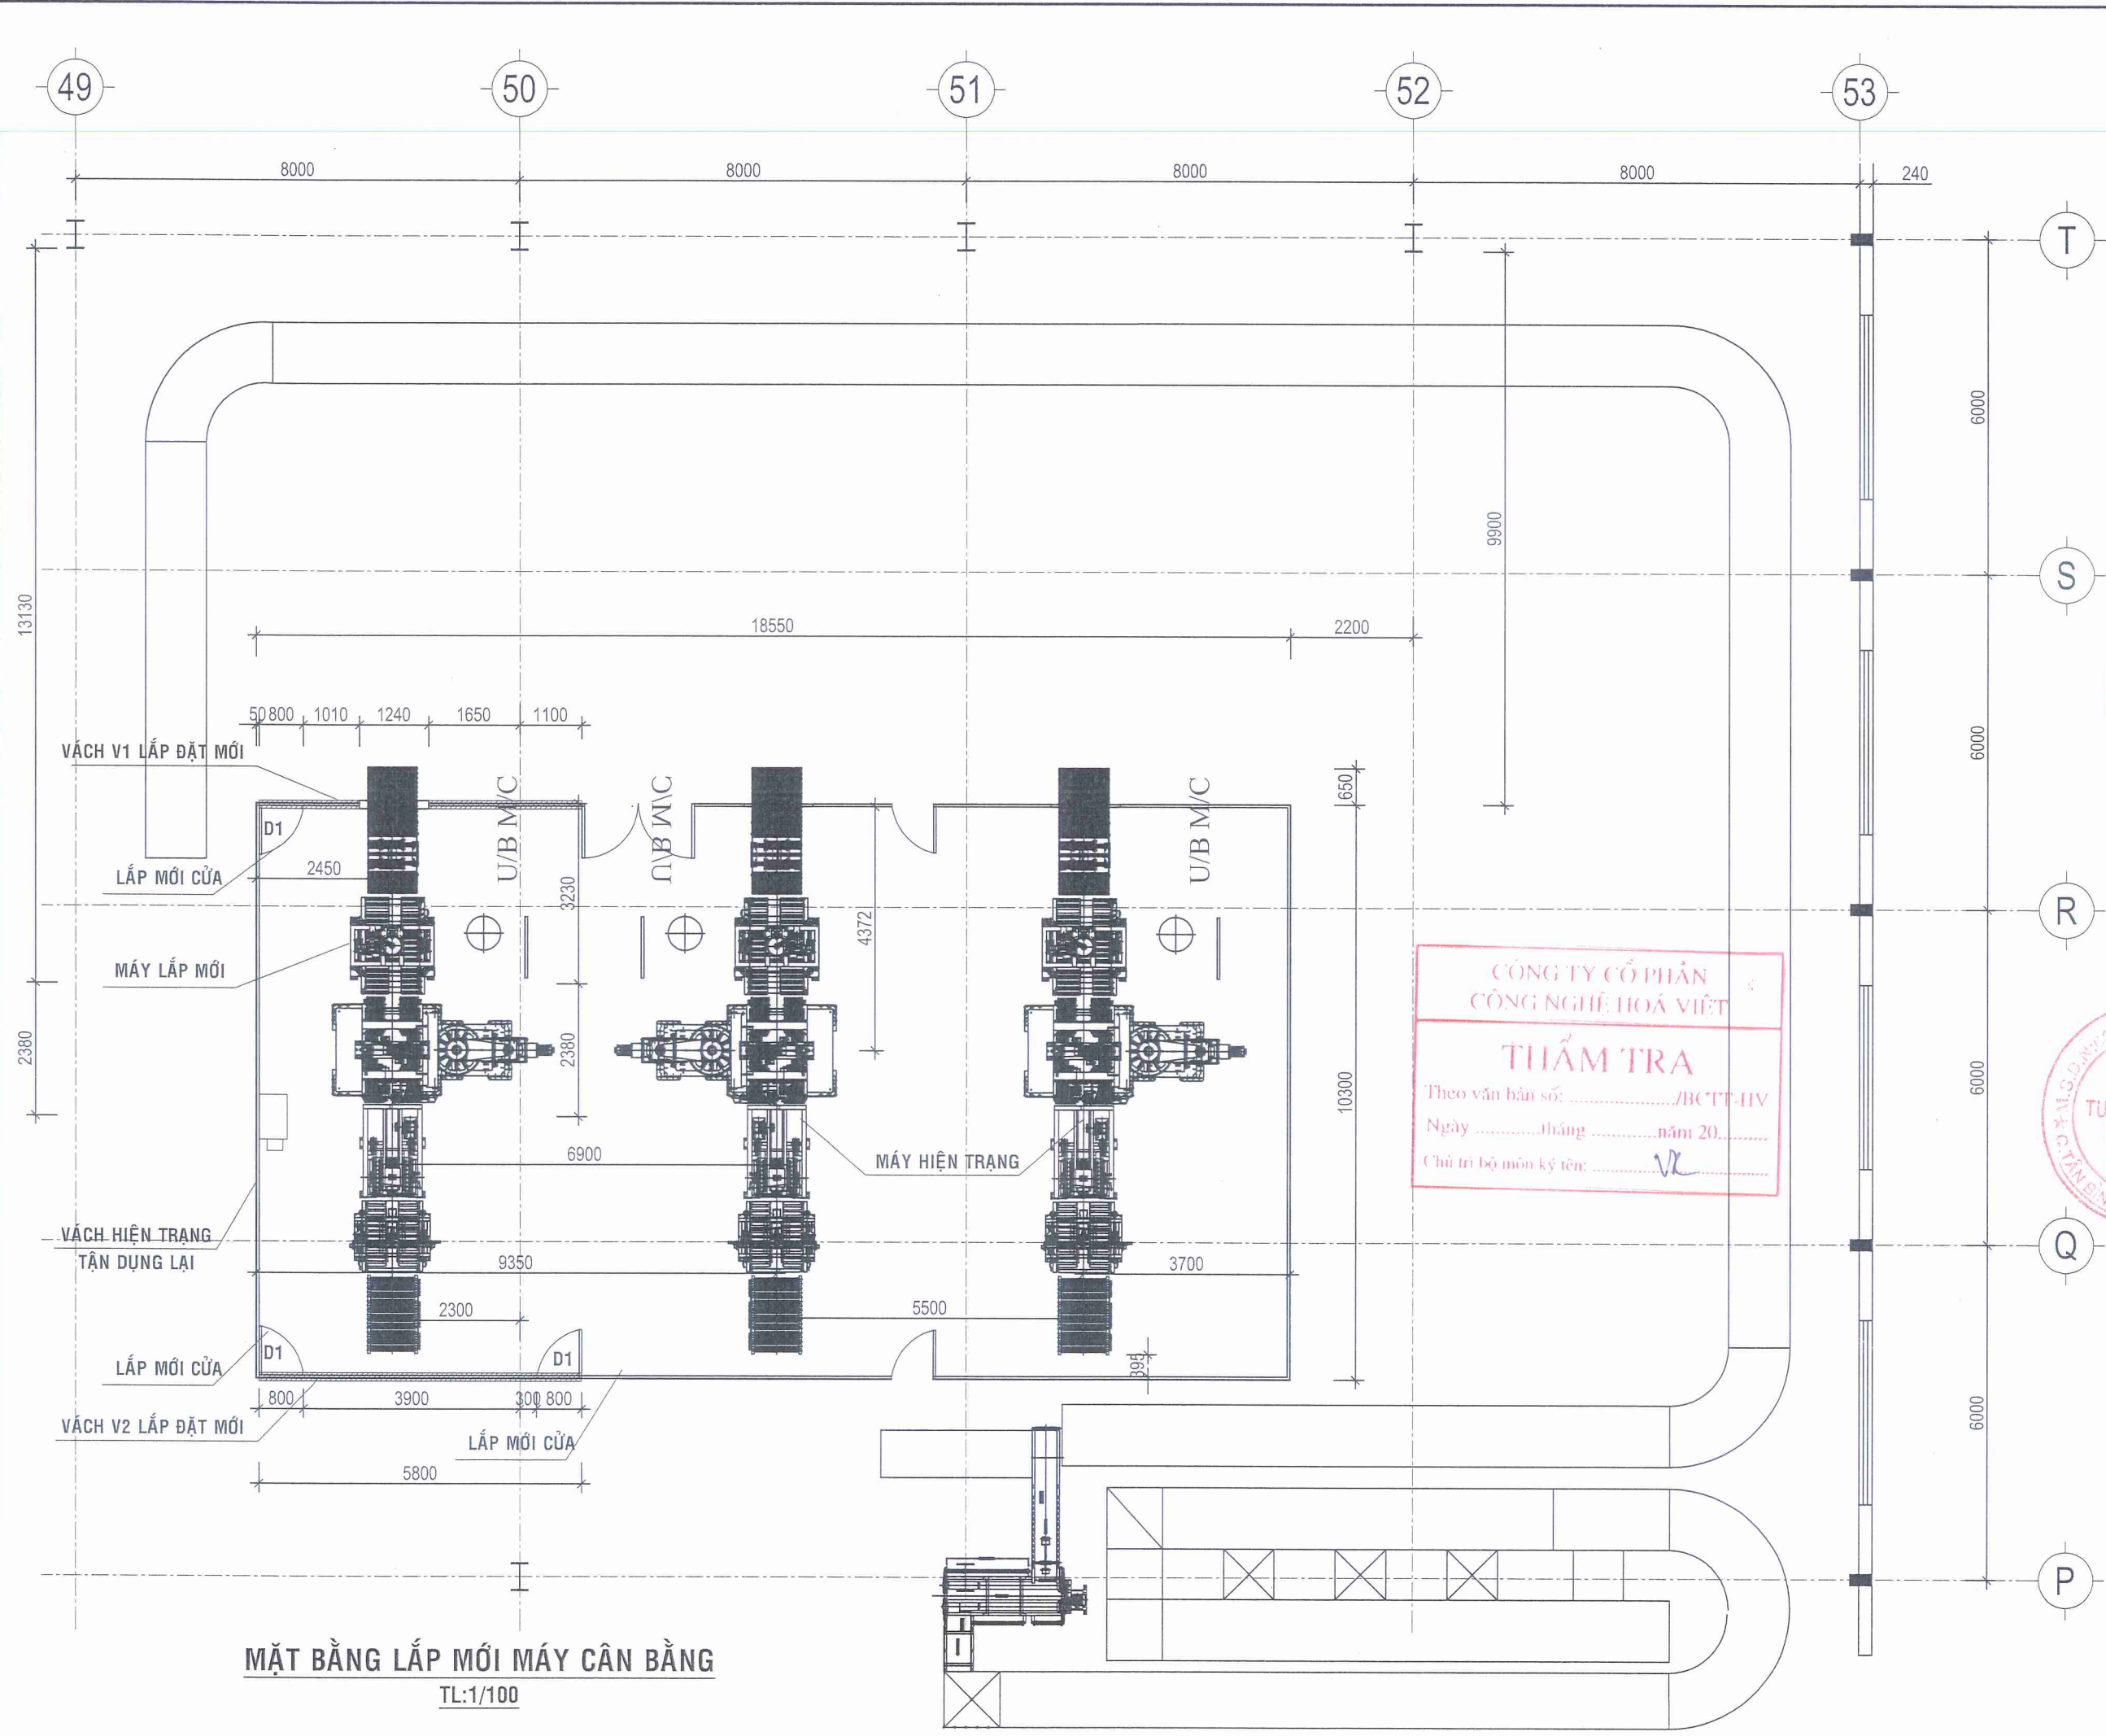 49
50
51
52
53
8000
8000
8000
8000
240
T
6000
9900
S
13130
18550
2200
6000
50
800
1010
1240
1650
1100
VÁCH V1 LẮP ĐẶT MỚI
U/B M/C
U/B M/C
U/B M/C
650
D1
LẮP MỚI CỬA
2450
3230
4372
R
MÁY LẮP MỚI
CÔNG TY CỔ PHẦN
CÔNG NGHỆ HOÁ VIỆT
THẨM TRA
Theo văn bản số: ..................../BCTT-HV
Ngày ............tháng ............năm 20.........
Chủ trì bộ môn ký tên: ................................
2380
2380
10300
6000
6900
MÁY HIỆN TRẠNG
VÁCH HIỆN TRẠNG
TẬN DỤNG LẠI
9350
3700
Q
2300
5500
D1
D1
LẮP MỚI CỬA
395
800
3900
300
800
VÁCH V2 LẮP ĐẶT MỚI
LẮP MỚI CỬA
5800
6000
P
MẶT BẰNG LẮP MỚI MÁY CÂN BẰNG
TL:1/100